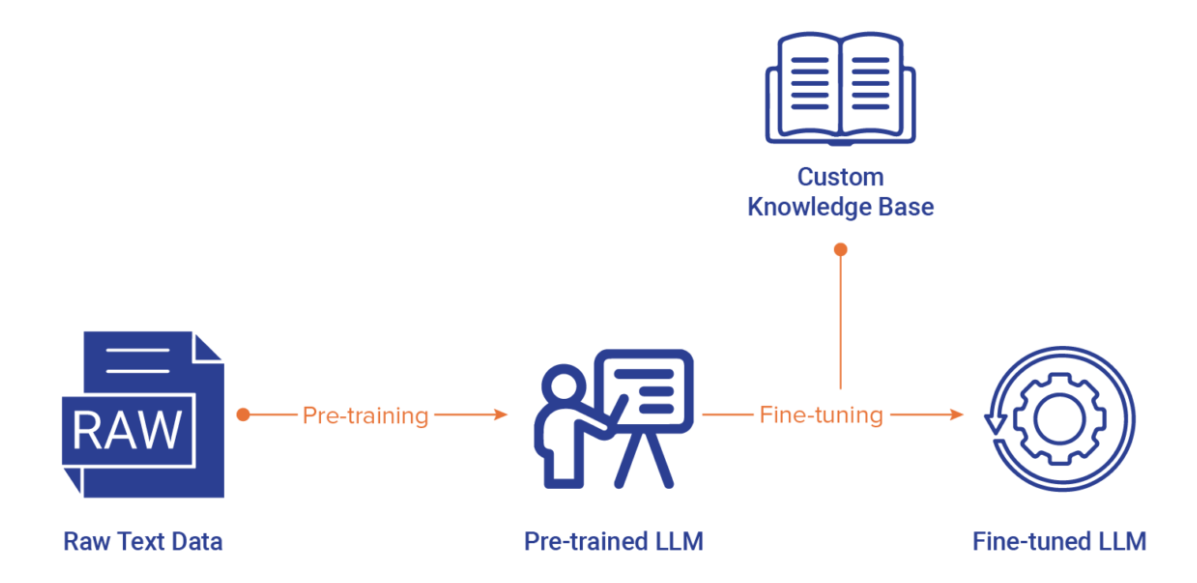 Custom
Knowledge Base
RAW
Pre-training
Fine-tuning
Raw Text Data
Pre-trained LLM
Fine-tuned LLM